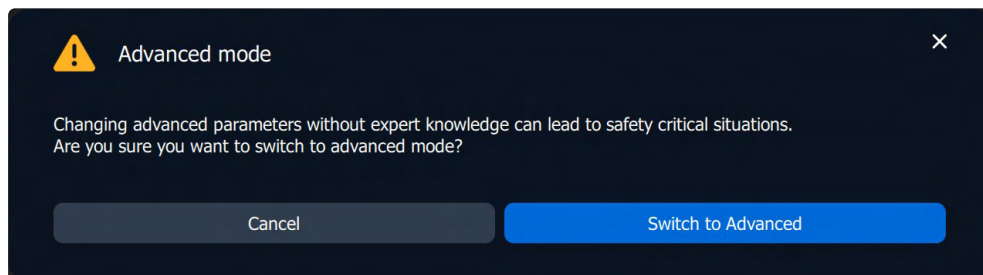 Advanced mode
Changing advanced parameters without expert knowledge can lead to safety critical situations.
Are you sure you want to switch to advanced mode?
Cancel
Switch to Advanced